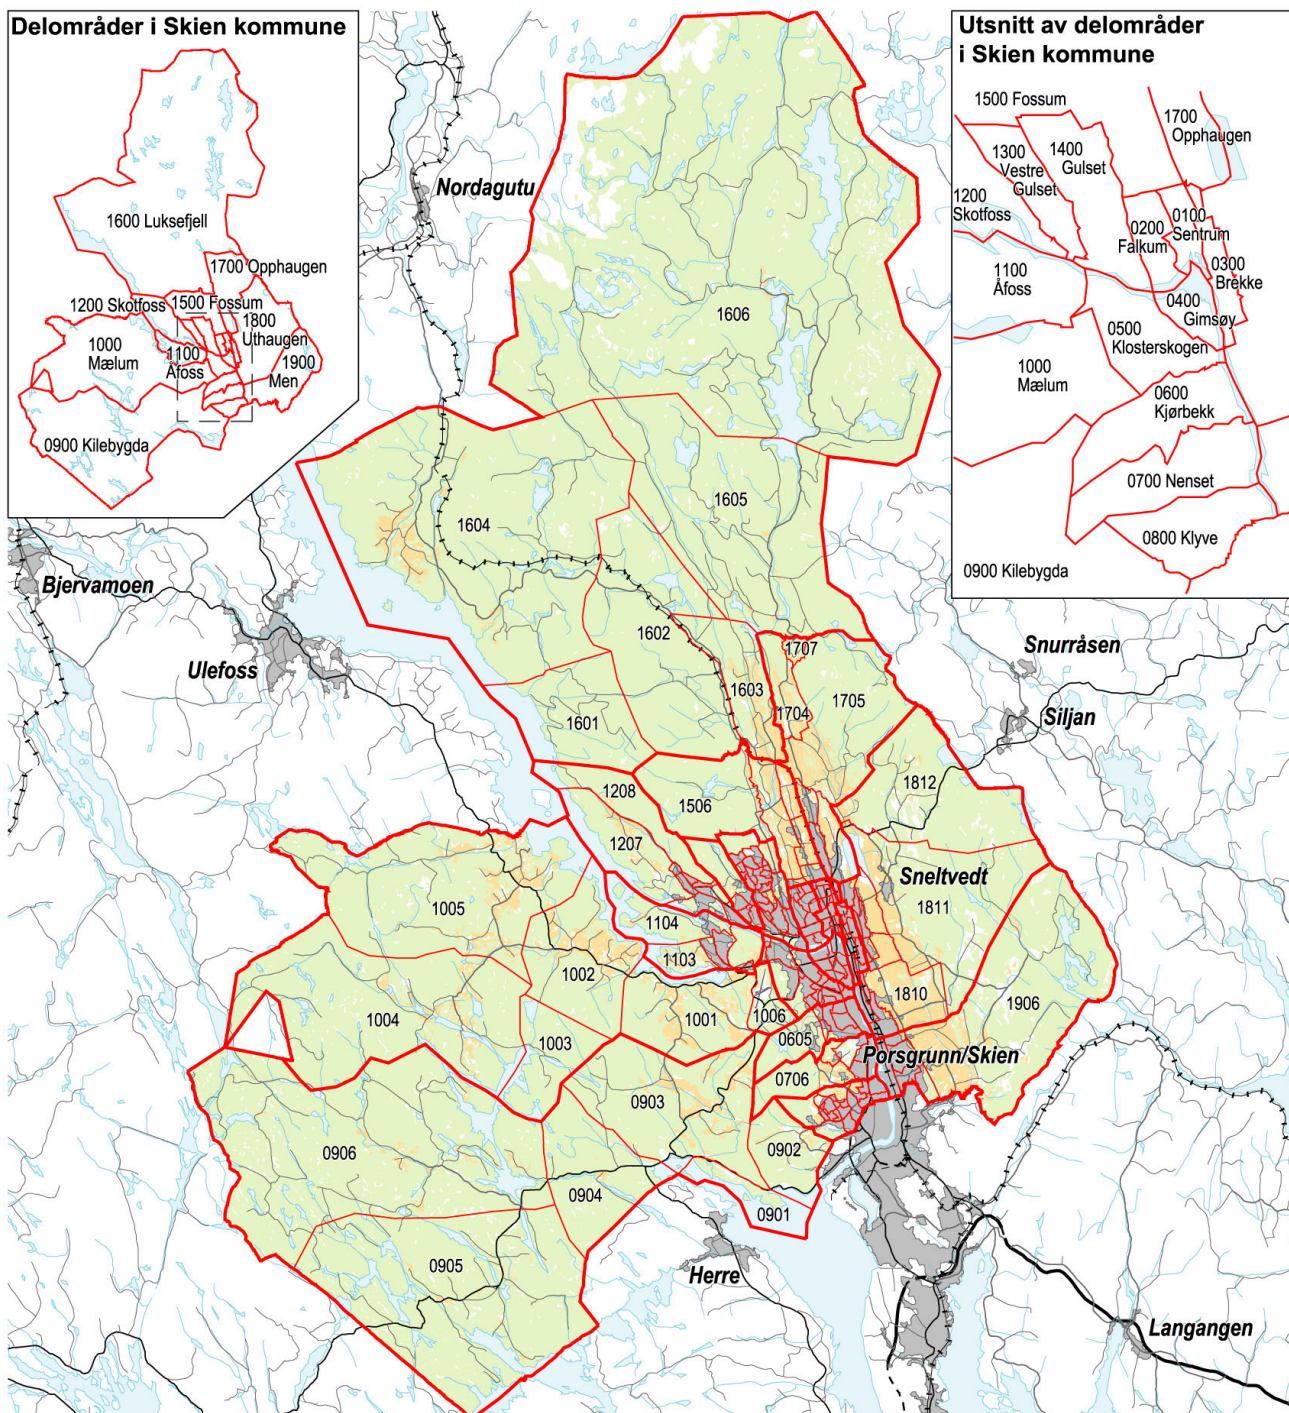 Delområder i Skien kommune
1600 Luksefjell
1700 Opphaugen
1200 Skotfoss
1500 Fossum
1800
Uthaugen
1000
Mælum
1100
Åfoss
1900
Men
0900 Kilebygda
Utsnitt av delområder
i Skien kommune
1500 Fossum
1700
Opphaugen
1300
Vestre
Gulset
1400
Gulset
1200
Skotfoss
0100
Sentrum
0200
Falkum
1100
Åfoss
0300
Brekke
0400
Gimsøy
0500
Klosterskogen
1000
Mælum
0600
Kjørbekk
0700 Nenset
0800 Klyve
0900 Kilebygda
Nordagutu
1606
1605
1604
Bjervamoen
Ulefoss
1602
1707
Snurråsen
1603
1704
1705
Siljan
1601
1812
1208
1506
1207
Sneltvedt
1811
1005
1104
1103
1002
1810
1906
1004
1001
1006
1003
0605
Porsgrunn/Skien
0706
0903
0902
0906
0904
0901
0905
Herre
Langangen